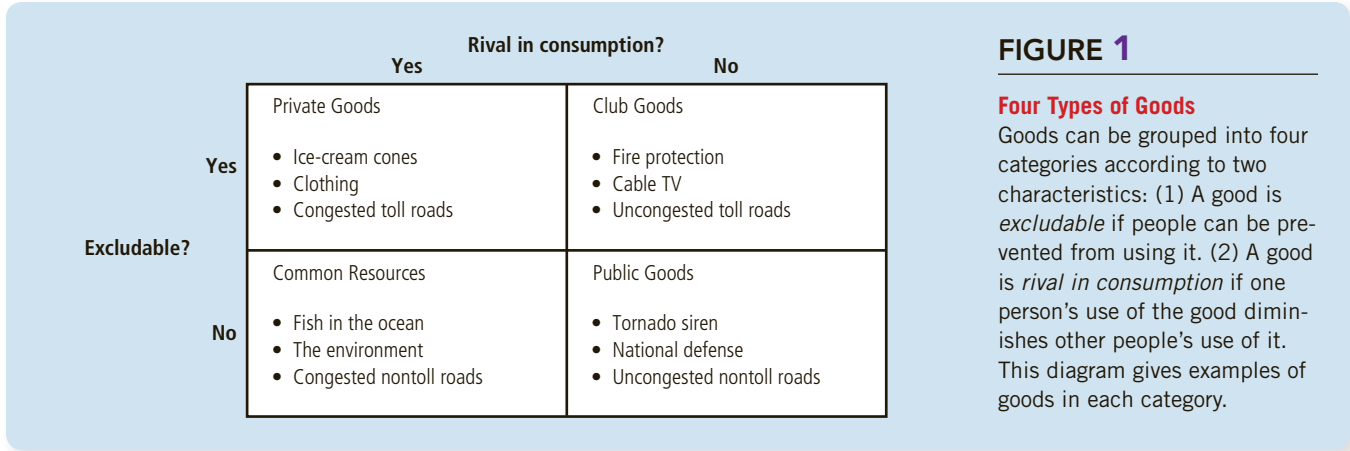 Rival in consumption?
Yes
No
Excludable?
Yes
Private Goods
• Ice-cream cones
• Clothing
• Congested toll roads
Club Goods
• Fire protection
• Cable TV
• Uncongested toll roads
No
Common Resources
• Fish in the ocean
• The environment
• Congested nontoll roads
Public Goods
• Tornado siren
• National defense
• Uncongested nontoll roads
FIGURE 1
Four Types of Goods
Goods can be grouped into four
categories according to two
characteristics: (1) A good is
excludable if people can be pre-
vented from using it. (2) A good
is rival in consumption if one
person’s use of the good dimin-
ishes other people’s use of it.
This diagram gives examples of
goods in each category.